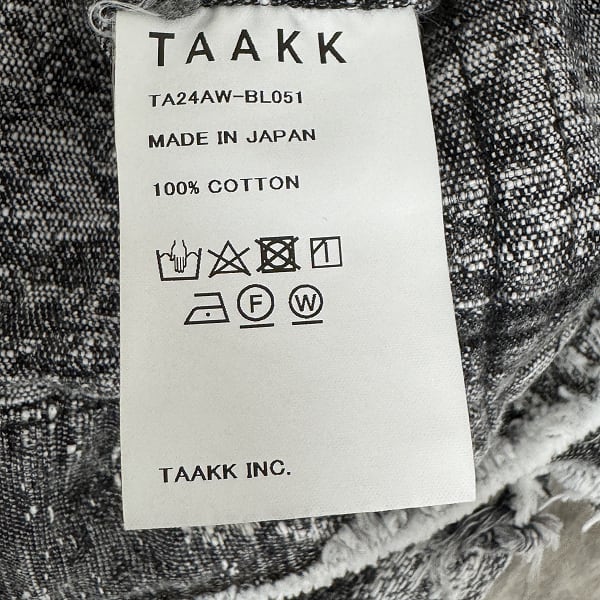 TAAKK
TA24AW-BL051
MADE IN JAPAN
100% COTTON
F W
TAAKK INC.